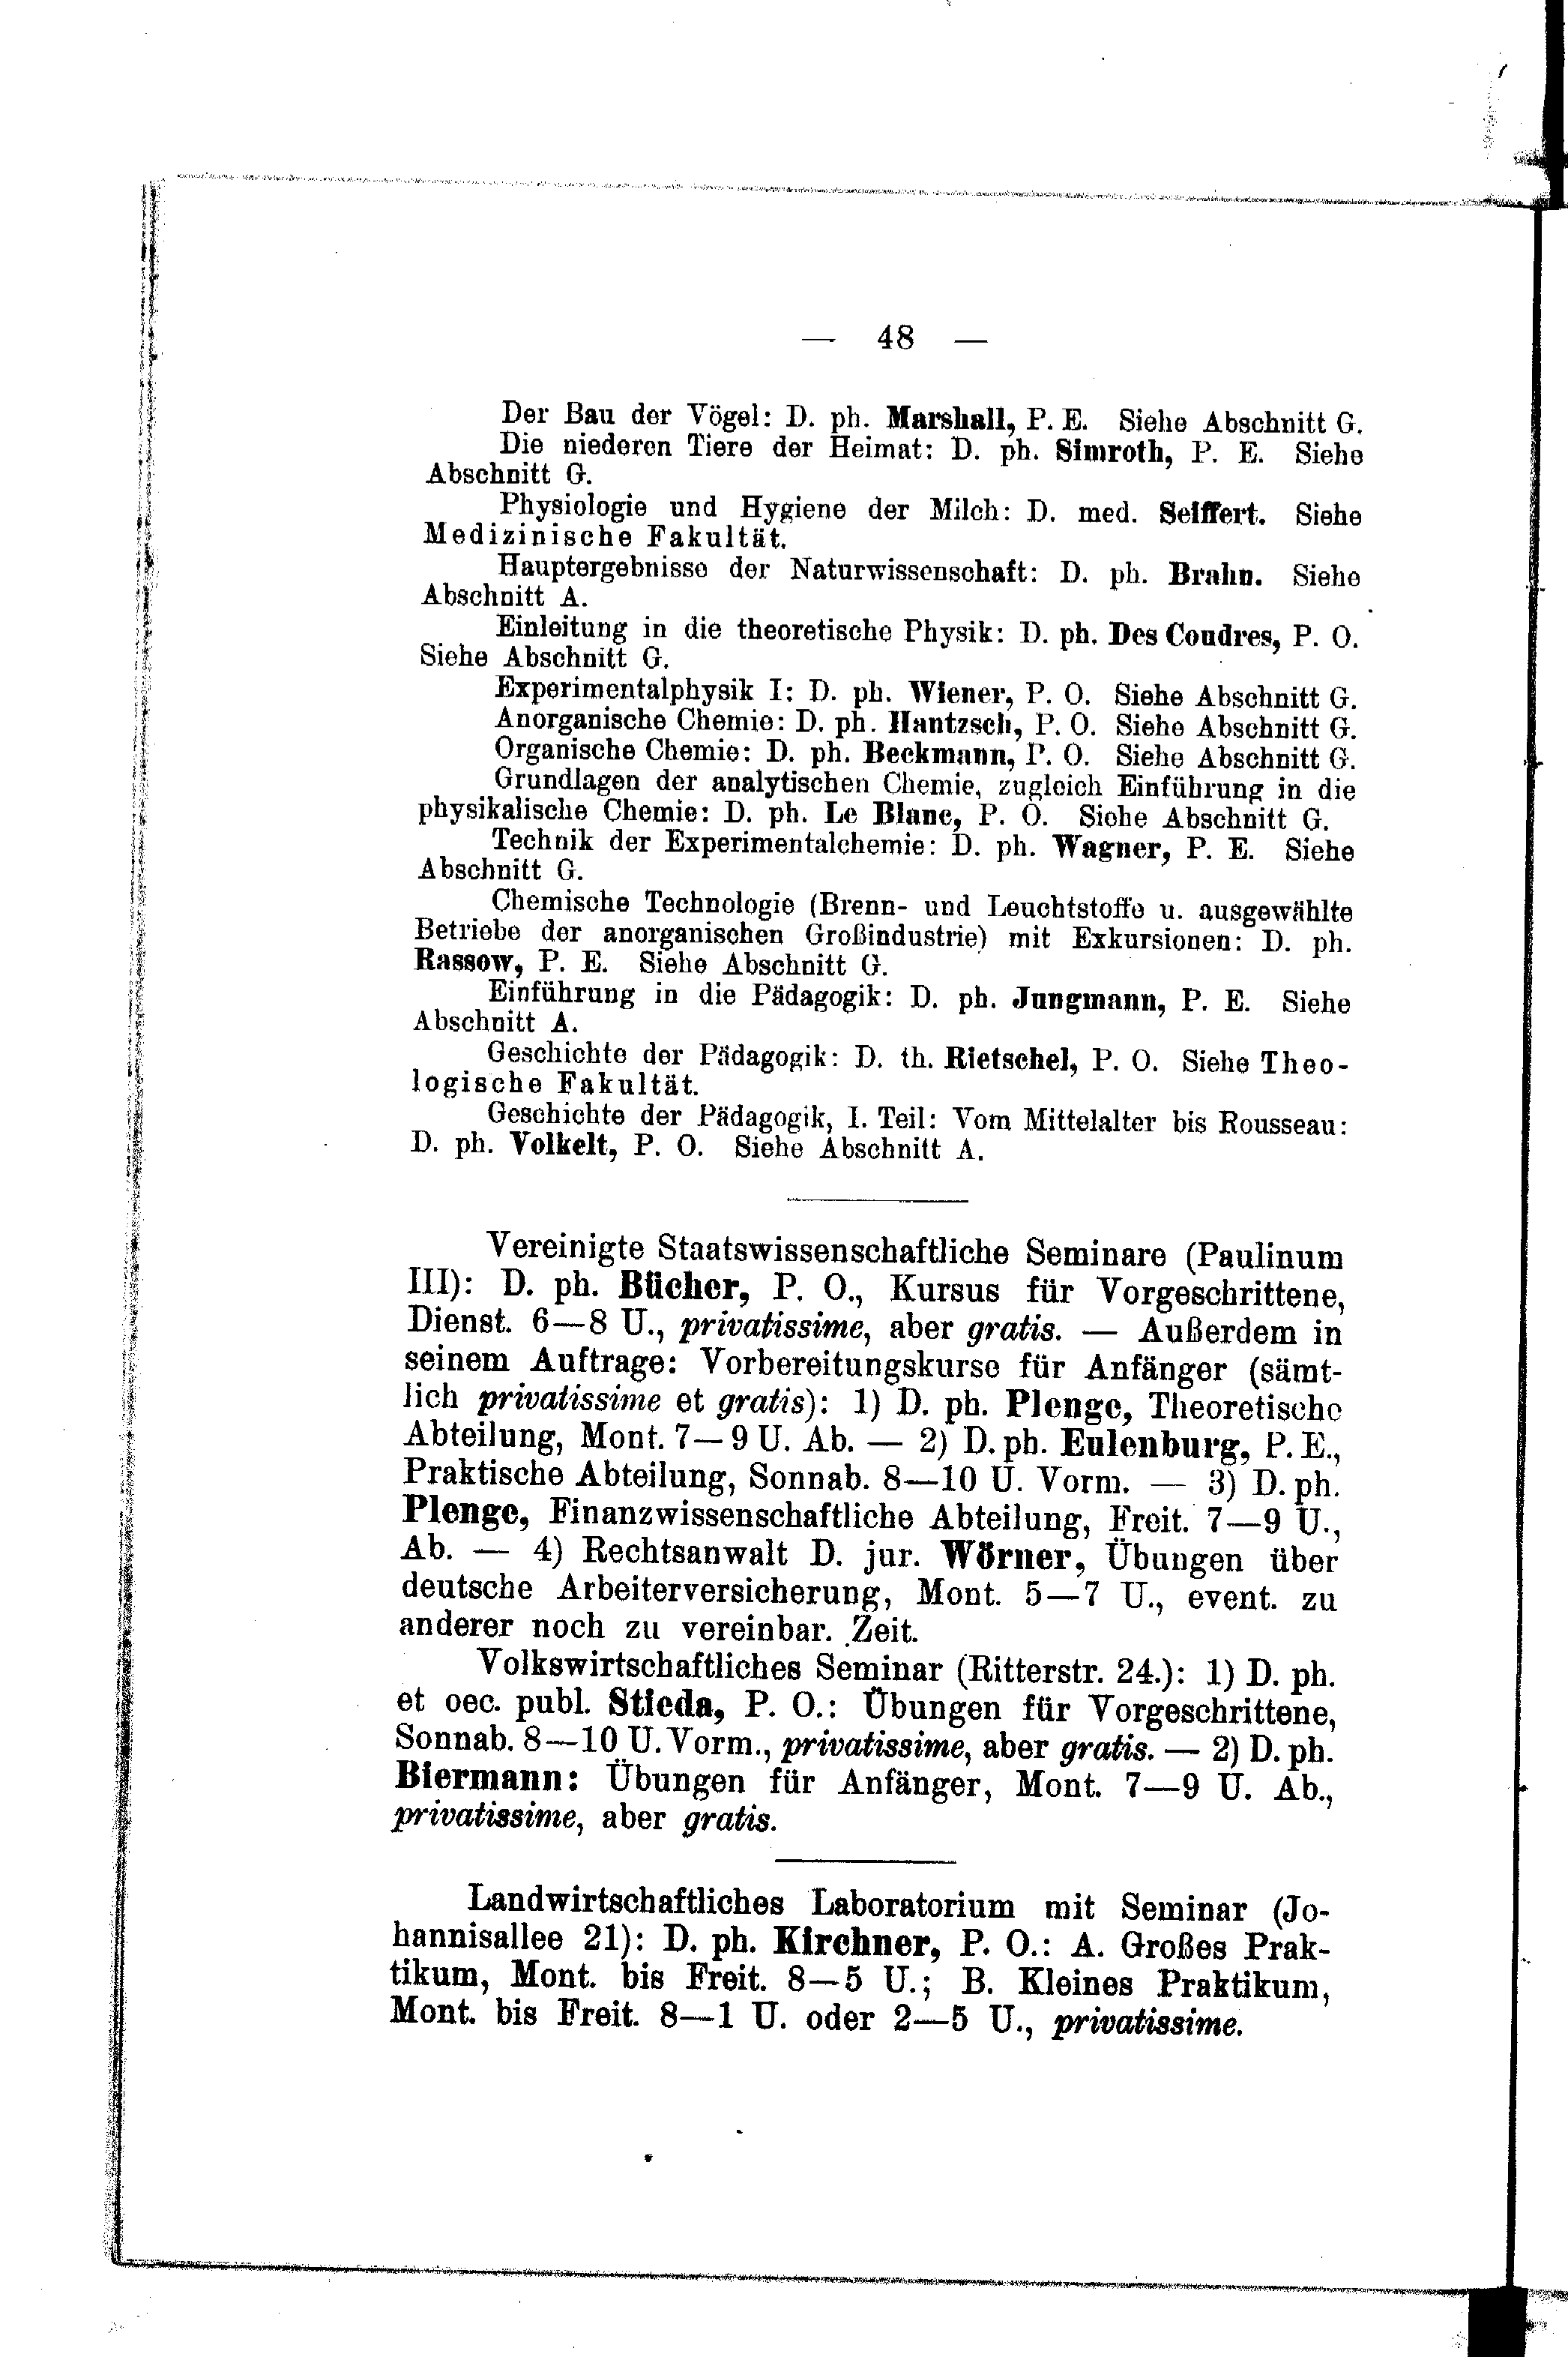 — 48 —
Der Bau der Vögel: D. ph. Marshall, P. E. Siehe Abschnitt G.
Die niederen Tiere der Heimat: D. ph. Simroth, P. E. Siehe
Abschnitt G.
Physiologie und Hygiene der Milch: D. med. Seiffert. Siehe
Medizinische Fakultät.
Hauptergebnisse der Naturwissenschaft: D. ph. Brahn. Siehe
Abschnitt A.
Einleitung in die theoretische Physik: D. ph. Des Coudres, P. O.
Siehe Abschnitt G.
Experimentalphysik I: D. ph. Wiener, P. O. Siehe Abschnitt G.
Anorganische Chemie: D. ph. Hantzsch, P. O. Siehe Abschnitt G.
Organische Chemie: D. ph. Beckmann, P. O. Siehe Abschnitt G.
Grundlagen der analytischen Chemie, zugleich Einführung in die
physikalische Chemie: D. ph. Le Blanc, P. O. Siehe Abschnitt G.
Technik der Experimentalchemie: D. ph. Wagner, P. E. Siehe
Abschnitt G.
Chemische Technologie (Brenn- und Leuchtstoffe u. ausgewählte
Betriebe der anorganischen Großindustrie) mit Exkursionen: D. ph.
Rassow, P. E. Siehe Abschnitt G.
Einführung in die Pädagogik: D. ph. Jungmann, P. E. Siehe
Abschnitt A.
Geschichte der Pädagogik: D. th. Rietschel, P. O. Siehe Theo-
logische Fakultät.
Geschichte der Pädagogik, I. Teil: Vom Mittelalter bis Rousseau:
D. ph. Volkelt, P. O. Siehe Abschnitt A.
Vereinigte Staatswissenschaftliche Seminare (Paulinum
III): D. ph. Bücher, P. O., Kursus für Vorgeschrittene,
Dienst. 6—8 U., privatissime, aber gratis. — Außerdem in
seinem Auftrage: Vorbereitungskurse für Anfänger (sämt-
lich privatissime et gratis): 1) D. ph. Plenge, Theoretische
Abteilung, Mont. 7—9 U. Ab. — 2) D. ph. Eulenburg, P. E.,
Praktische Abteilung, Sonnab. 8—10 U. Vorm. — 3) D. ph.
Plenge, Finanzwissenschaftliche Abteilung, Freit. 7—9 U.,
Ab. — 4) Rechtsanwalt D. jur. Wörner, Übungen über
deutsche Arbeiterversicherung, Mont. 5—7 U., event. zu
anderer noch zu vereinbar. Zeit.
Volkswirtschaftliches Seminar (Ritterstr. 24.): 1) D. ph.
et oec. publ. Stieda, P. O.: Übungen für Vorgeschrittene,
Sonnab. 8—10 U. Vorm., privatissime, aber gratis. — 2) D. ph.
Biermann: Übungen für Anfänger, Mont. 7—9 U. Ab.,
privatissime, aber gratis.
Landwirtschaftliches Laboratorium mit Seminar (Jo-
hannisallee 21): D. ph. Kirchner, P. O.: A. Großes Prak-
tikum, Mont. bis Freit. 8—5 U.; B. Kleines Praktikum,
Mont. bis Freit. 8—1 U. oder 2—5 U., privatissime.